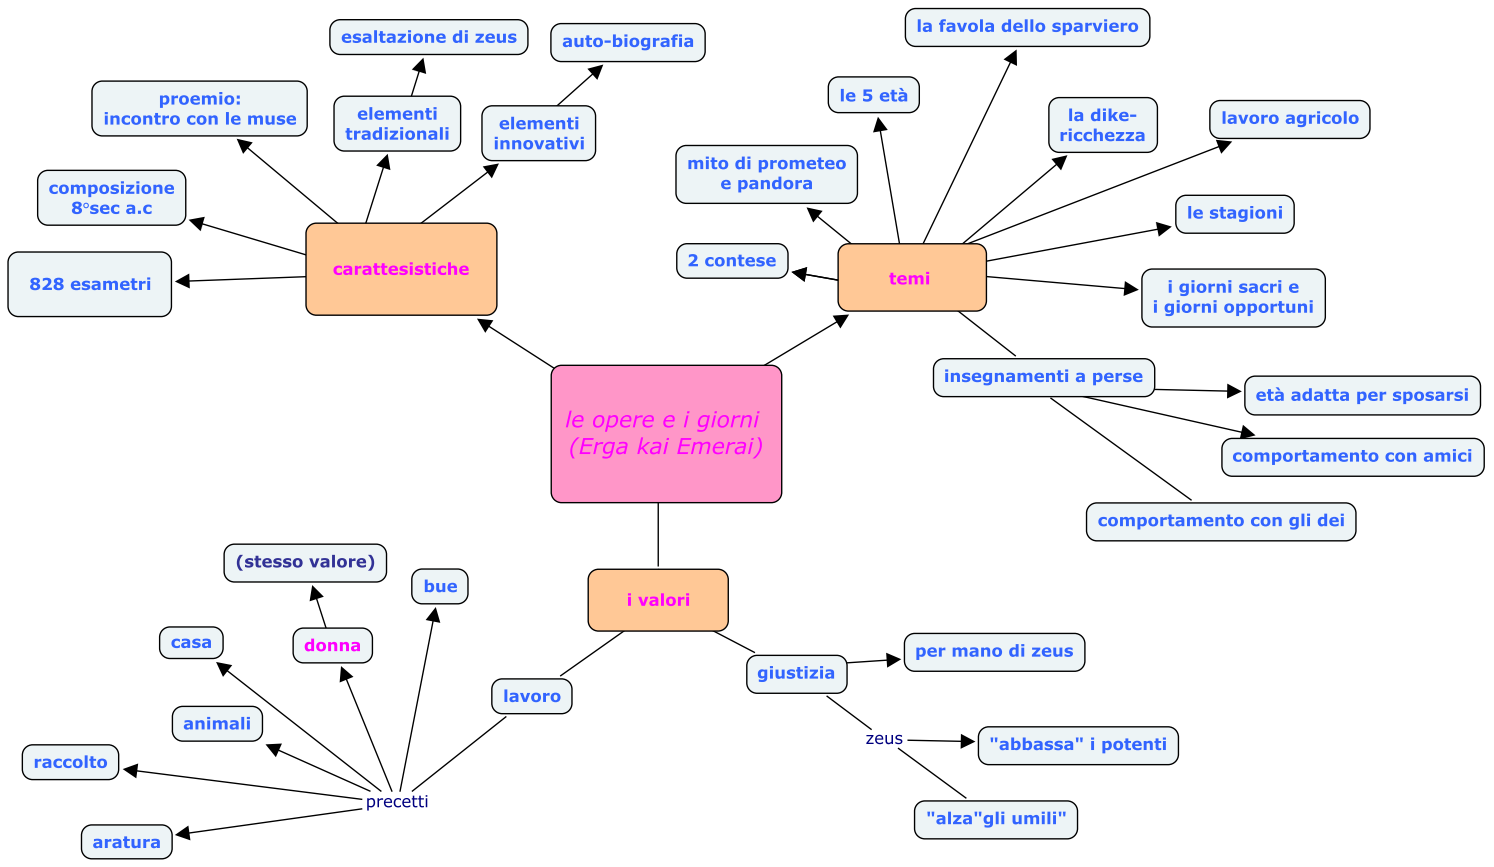 esaltazione di zeus
auto-biografia
la favola dello sparviero
proemio:
incontro con le muse
elementi
tradizionali
elementi
innovativi
le 5 età
la dike-
ricchezza
lavoro agricolo
composizione
8°sec a.c
mito di prometeo
e pandora
le stagioni
828 esametri
carattesistiche
2 contese
temi
i giorni sacri e
i giorni opportuni
insegnamenti a perse
età adatta per sposarsi
comportamento con amici
comportamento con gli dei
le opere e i giorni
(Erga kai Emerai)
(stesso valore)
bue
i valori
casa
donna
lavoro
giustizia
per mano di zeus
animali
raccolto
zeus
"abbassa" i potenti
precetti
"alza"gli umili"
aratura